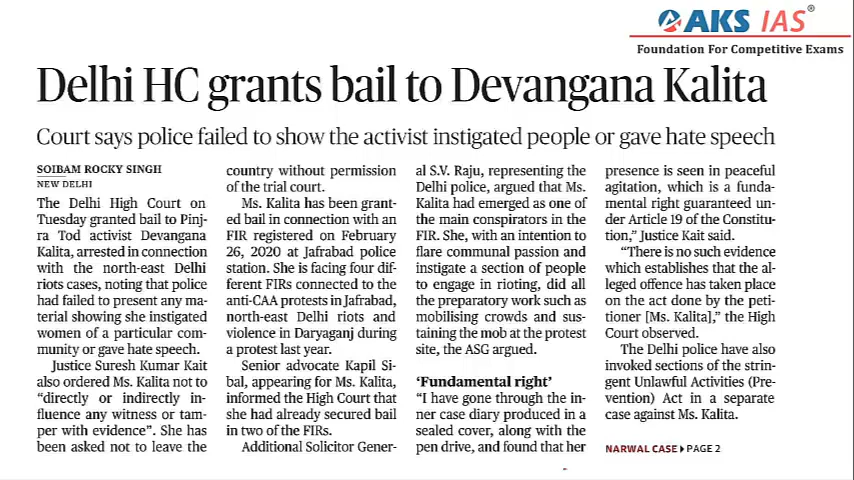 AKS IAS®
Foundation For Competitive Exams
Delhi HC grants bail to Devangana Kalita
Court says police failed to show the activist instigated people or gave hate speech
SOIBAM ROCKY SINGH
NEW DELHI
The Delhi High Court on
Tuesday granted bail to Pinj-
ra Tod activist Devangana
Kalita, arrested in connection
with the north-east Delhi
riots cases, noting that police
had failed to present any ma-
terial showing she instigated
women of a particular com-
munity or gave hate speech.
Justice Suresh Kumar Kait
also ordered Ms. Kalita not to
“directly or indirectly in-
fluence any witness or tam-
per with evidence”. She has
been asked not to leave the
country without permission
of the trial court.
Ms. Kalita has been grant-
ed bail in connection with an
FIR registered on February
26, 2020 at Jafrabad police
station. She is facing four dif-
ferent FIRs connected to the
anti-CAA protests in Jafrabad,
north-east Delhi riots and
violence in Daryaganj during
a protest last year.
Senior advocate Kapil Si-
bal, appearing for Ms. Kalita,
informed the High Court that
she had already secured bail
in two of the FIRs.
Additional Solicitor Gener-
al S.V. Raju, representing the
Delhi police, argued that Ms.
Kalita had emerged as one of
the main conspirators in the
FIR. She, with an intention to
flare communal passion and
instigate a section of people
to engage in rioting, did all
the preparatory work such as
mobilising crowds and sus-
taining the mob at the protest
site, the ASG argued.
‘Fundamental right’
“I have gone through the in-
ner case diary produced in a
sealed cover, along with the
pen drive, and found that her
presence is seen in peaceful
agitation, which is a funda-
mental right guaranteed un-
der Article 19 of the Constitu-
tion,” Justice Kait said.
“There is no such evidence
which establishes that the al-
leged offence has taken place
on the act done by the peti-
tioner [Ms. Kalita],” the High
Court observed.
The Delhi police have also
invoked sections of the strin-
gent Unlawful Activities (Pre-
vention) Act in a separate
case against Ms. Kalita.
NARWAL CASE PAGE 2